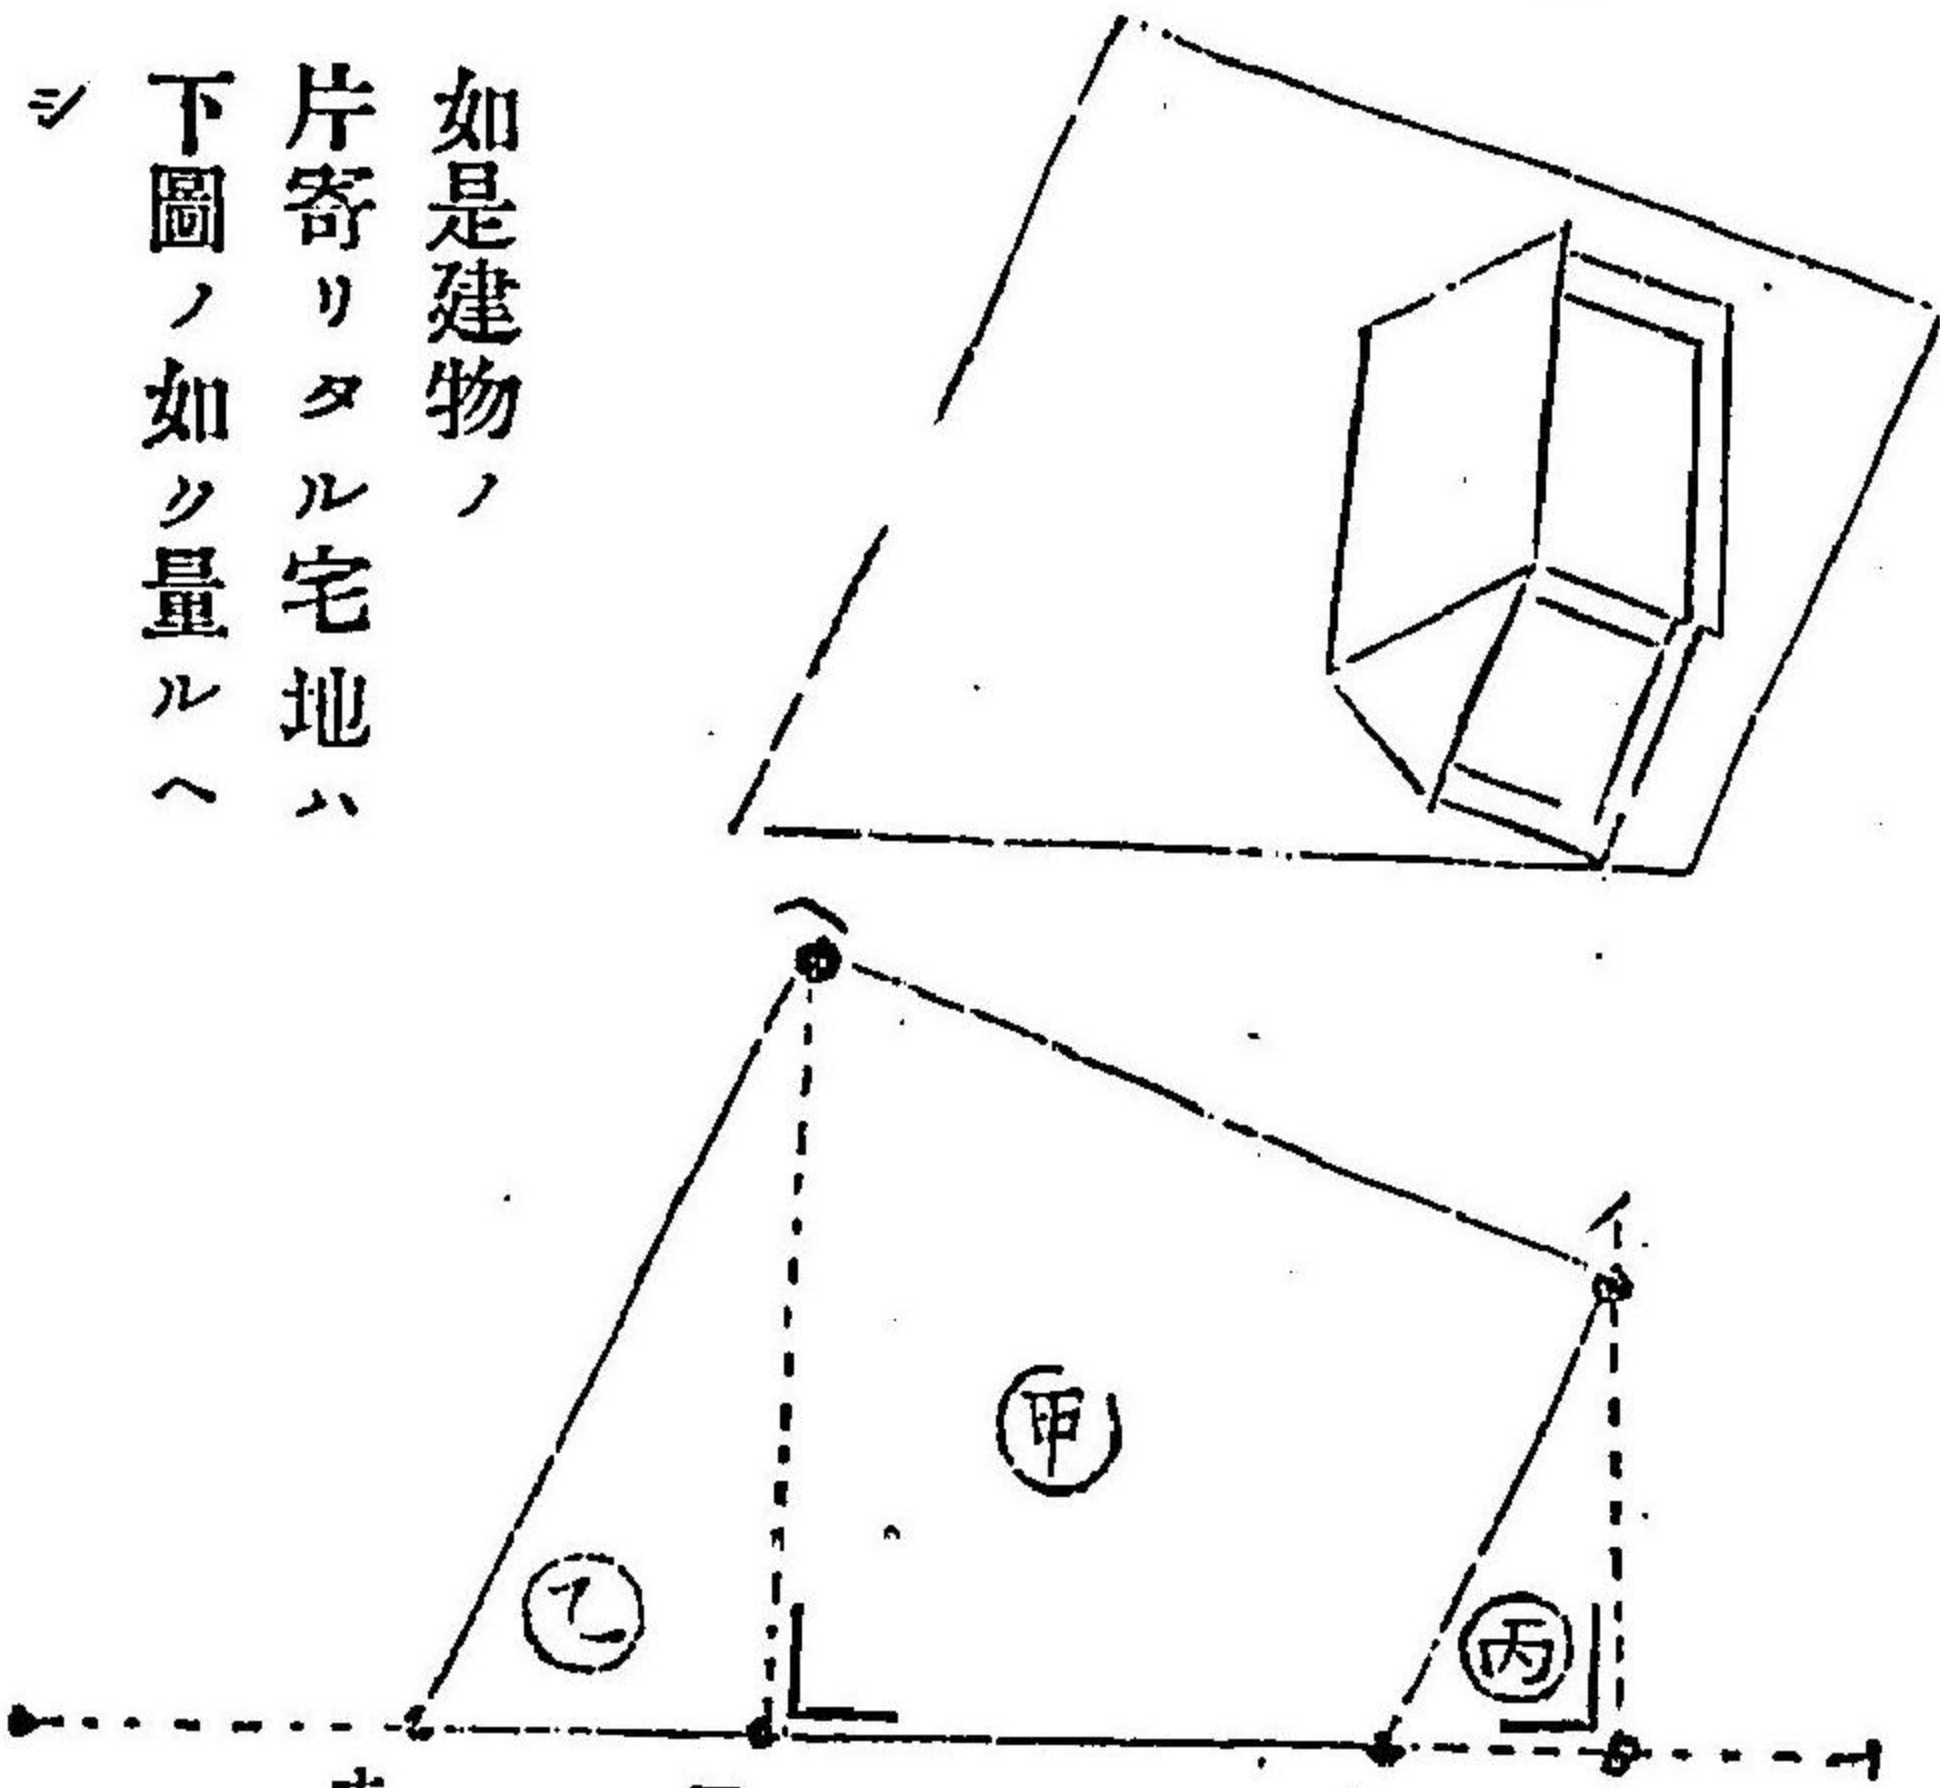 如是建物ノ
片寄リタル宅地ハ
下圖ノ如ク量ルヘ
シ
ヘ
イ
甲
乙
丙